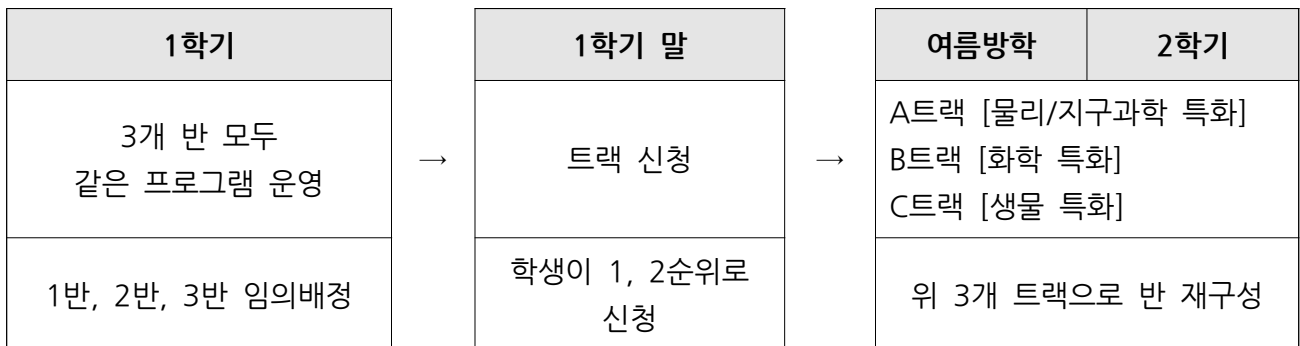 1학기
3개 반 모두
같은 프로그램 운영
1반, 2반, 3반 임의배정
→
1학기 말
트랙 신청
학생이 1, 2순위로
신청
→
여름방학 2학기
A트랙 [물리/지구과학 특화]
B트랙 [화학 특화]
C트랙 [생물 특화]
위 3개 트랙으로 반 재구성